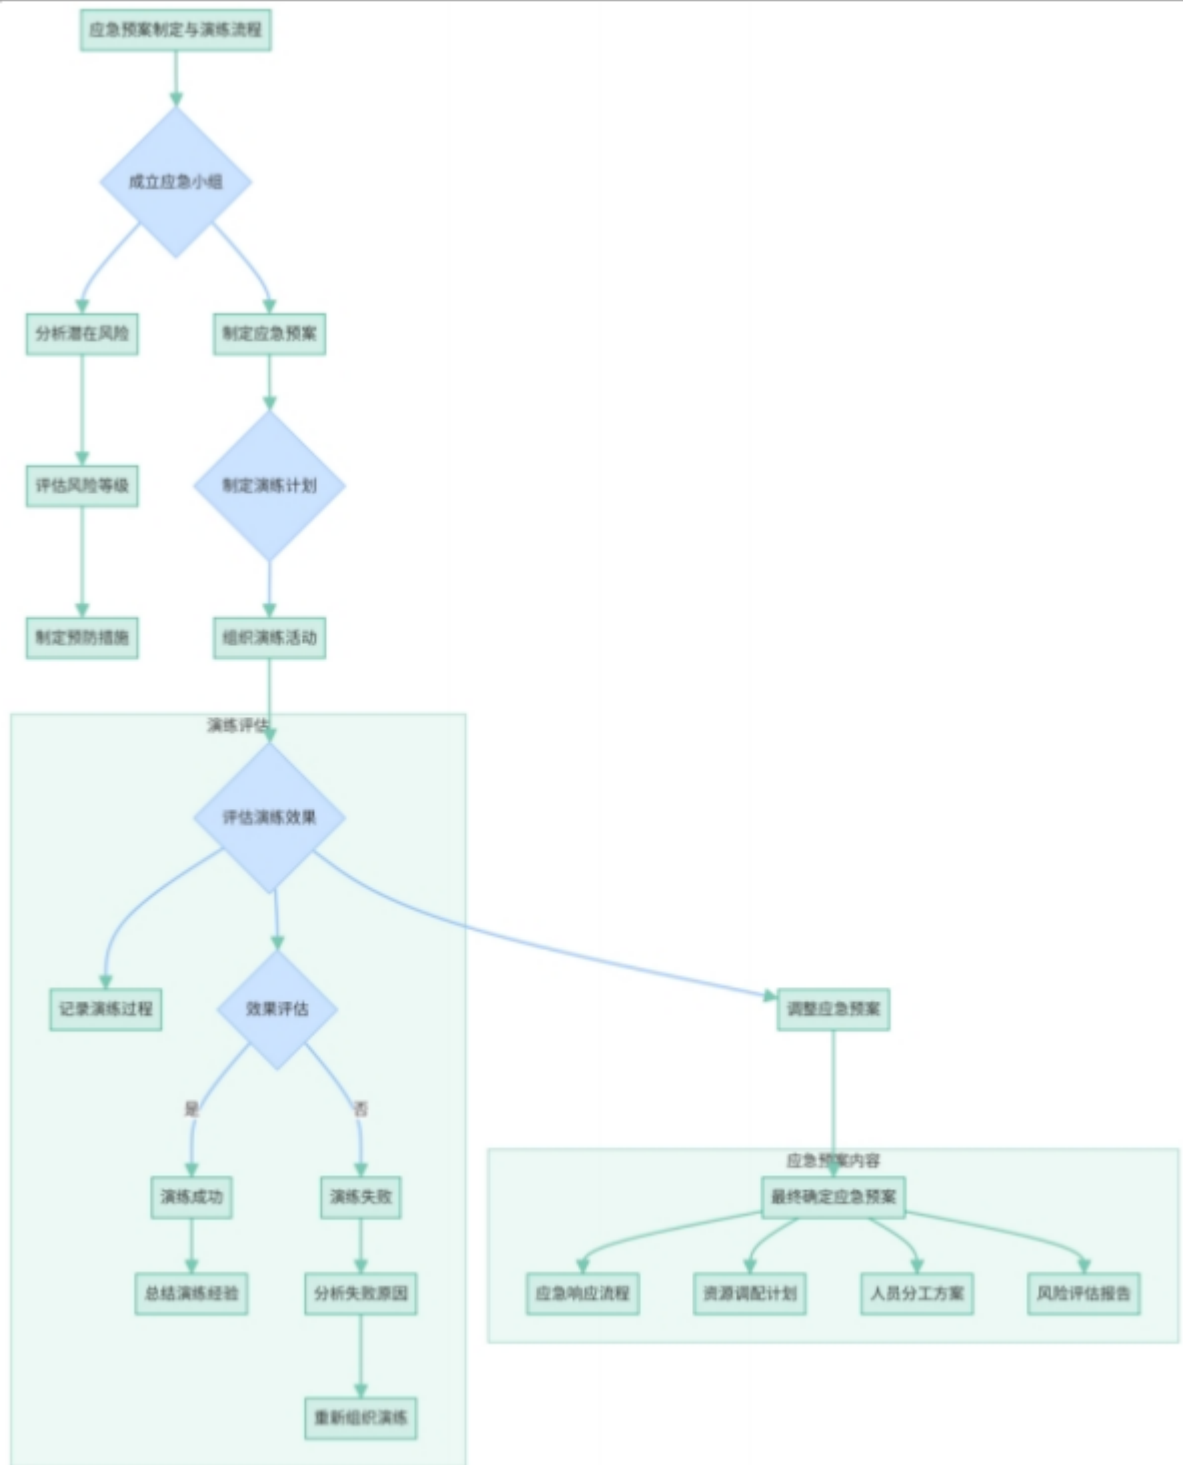 应急预案制定与演练流程
成立应急小组
分析潜在风险
制定应急预案
评估风险等级
制定演练计划
制定预防措施
组织演练活动
演练评估
评估演练效果
记录演练过程
效果评估
调整应急预案
是
否
应急预案内容
演练成功
演练失败
最终确定应急预案
总结演练经验
分析失败原因
应急响应流程
资源调配计划
人员分工方案
风险评估报告
重新组织演练